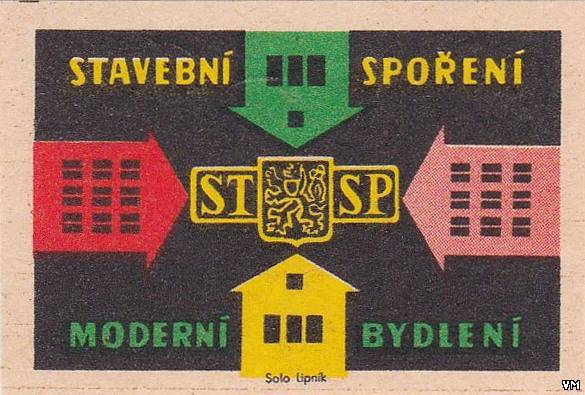 STAVEBNÍ SPOŘENÍ
ST SP
MODERNÍ BYDLENÍ
Solo Lipník
VM